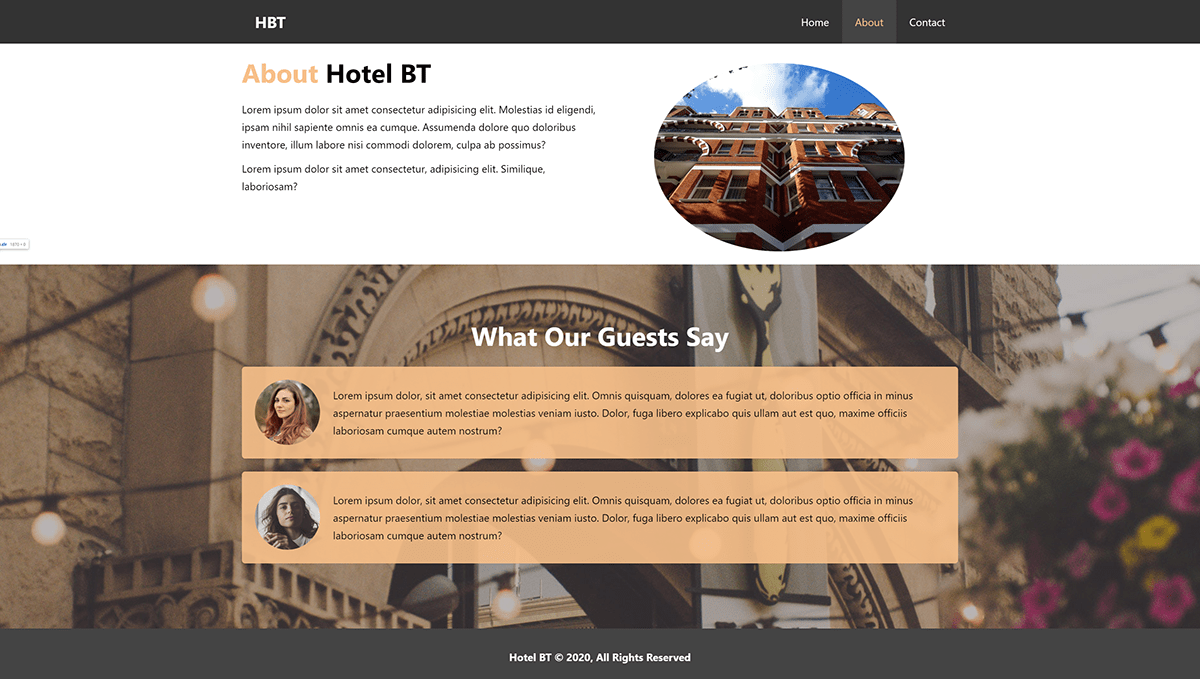 HBT
Home About Contact
About Hotel BT
Lorem ipsum dolor sit amet consectetur adipisicing elit. Molestias id eligendi,
ipsam nihil sapiente omnis ea cumque. Assumenda dolore quo doloribus
inventore, illum labore nisi commodi dolorem, culpa ab possimus?
Lorem ipsum dolor sit amet consectetur, adipisicing elit. Similique,
laboriosam?
What Our Guests Say
Lorem ipsum dolor, sit amet consectetur adipisicing elit. Omnis quisquam, dolores ea fugiat ut, doloribus optio officia in minus
aspernatur praesentium molestiae molestias veniam iusto. Dolor, fuga libero explicabo quis ullam aut est quo, maxime officiis
laboriosam cumque autem nostrum?
Lorem ipsum dolor, sit amet consectetur adipisicing elit. Omnis quisquam, dolores ea fugiat ut, doloribus optio officia in minus
aspernatur praesentium molestiae molestias veniam iusto. Dolor, fuga libero explicabo quis ullam aut est quo, maxime officiis
laboriosam cumque autem nostrum?
Hotel BT © 2020, All Rights Reserved